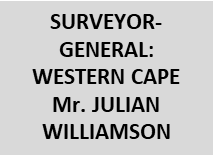 SURVEYOR-
GENERAL:
WESTERN CAPE
Mr. JULIAN
WILLIAMSON